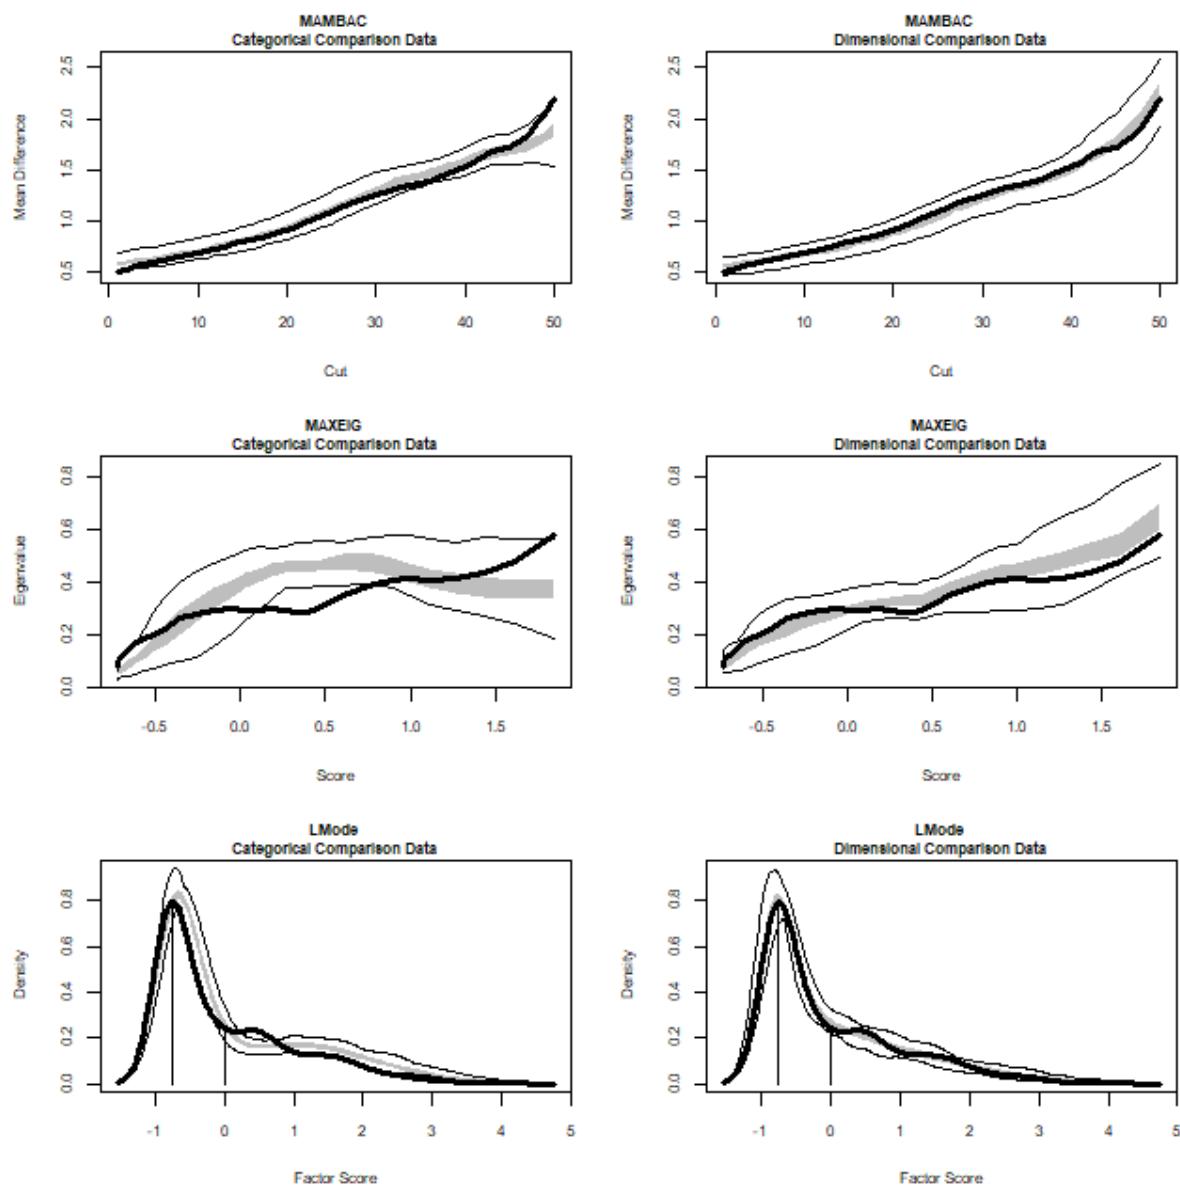 MAMBAC
Categorical Comparison Data
Mean Difference
2.5
2.0
1.5
1.0
0.5
0 10 20 30 40 50
Cut
MAMBAC
Dimensional Comparison Data
Mean Difference
2.5
2.0
1.5
1.0
0.5
0 10 20 30 40 50
Cut
MAXEIG
Categorical Comparison Data
Eigenvalue
0.8
0.6
0.4
0.2
0.0
-0.5 0.0 0.5 1.0 1.5
Score
MAXEIG
Dimensional Comparison Data
Eigenvalue
0.8
0.6
0.4
0.2
0.0
-0.5 0.0 0.5 1.0 1.5
Score
LMode
Categorical Comparison Data
Density
0.8
0.6
0.4
0.2
0.0
-1 0 1 2 3 4 5
Factor Score
LMode
Dimensional Comparison Data
Density
0.8
0.6
0.4
0.2
0.0
-1 0 1 2 3 4 5
Factor Score